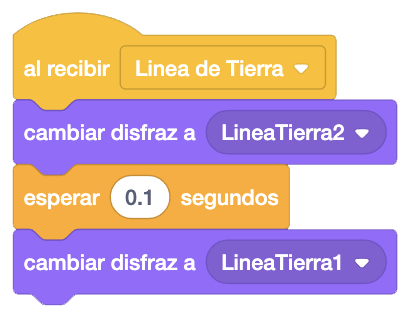 al recibir Linea de Tierra
cambiar disfraz a LineaTierra2
esperar 0.1 segundos
cambiar disfraz a LineaTierra1